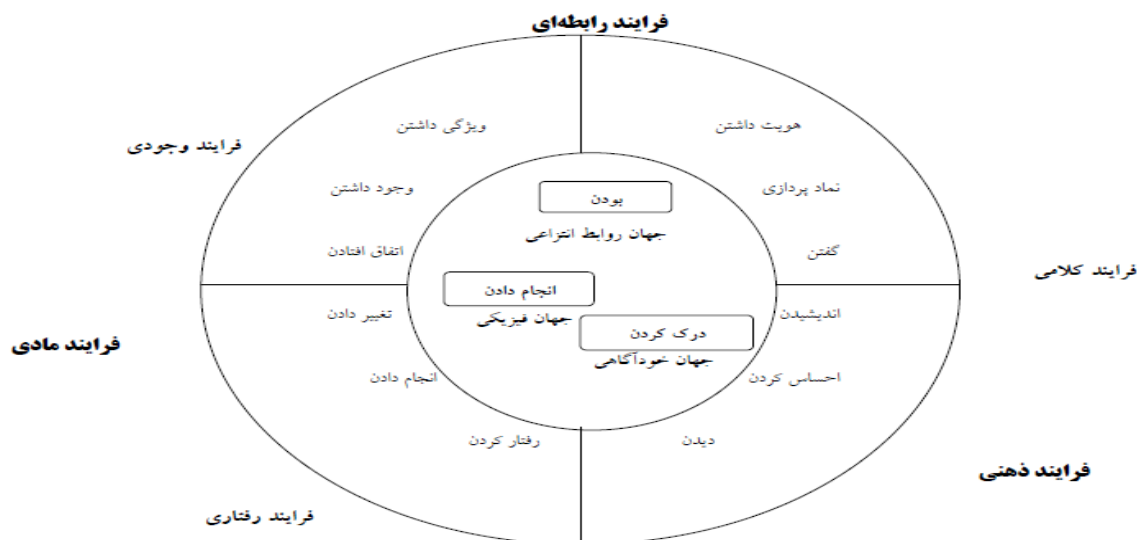 فرایند رابطه‌ای
هویت داشتن
ویژگی داشتن
فرایند وجودی
نماد پردازی
وجود داشتن
بودن
جهان روابط انتزاعی
گفتن
اتفاق افتادن
فرایند کلامی
انجام دادن
جهان فیزیکی
اندیشیدن
تغییر دادن
درک کردن
جهان خودآگاهی
فرایند مادی
احساس کردن
انجام دادن
دیدن
رفتار کردن
فرایند ذهنی
فرایند رفتاری